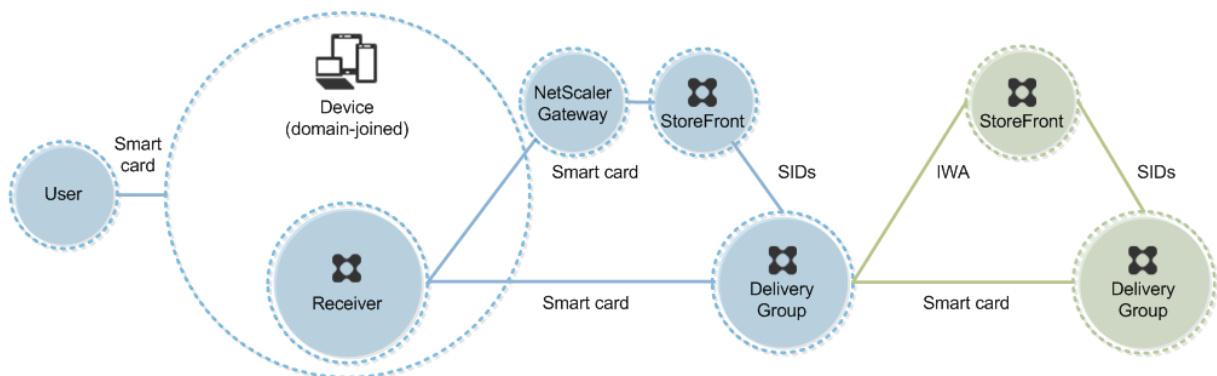 User
Smart
card
Device
(domain-joined)
Receiver
NetScaler
Gateway
StoreFront
Smart card
SIDs
Smart card
Delivery
Group
IWA
StoreFront
SIDs
Smart card
Delivery
Group